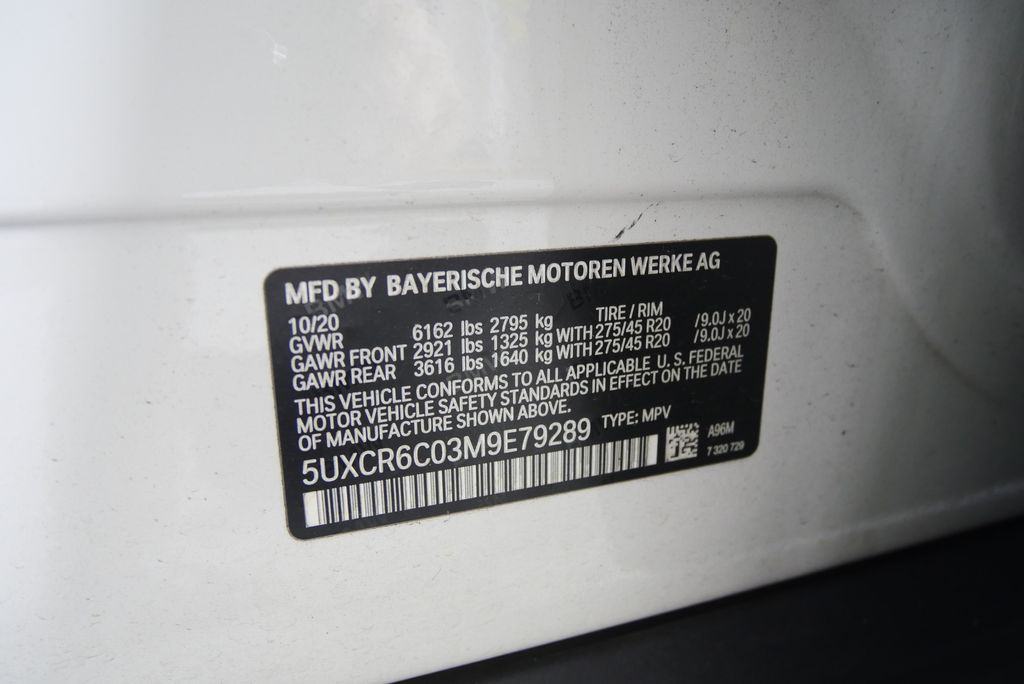 MFD BY BAYERISCHE MOTOREN WERKE AG
10/20 TIRE / RIM
GVWR 6162 lbs 2795 kg
GAWR FRONT 2921 lbs 1325 kg WITH 275/45 R20 /9.0J x 20
GAWR REAR 3616 lbs 1640 kg WITH 275/45 R20 /9.0J x 20
THIS VEHICLE CONFORMS TO ALL APPLICABLE U.S. FEDERAL
MOTOR VEHICLE SAFETY STANDARDS IN EFFECT ON THE DATE
OF MANUFACTURE SHOWN ABOVE.
TYPE: MPV
5UXCR6C03M9E79289
A96M
7 320 729